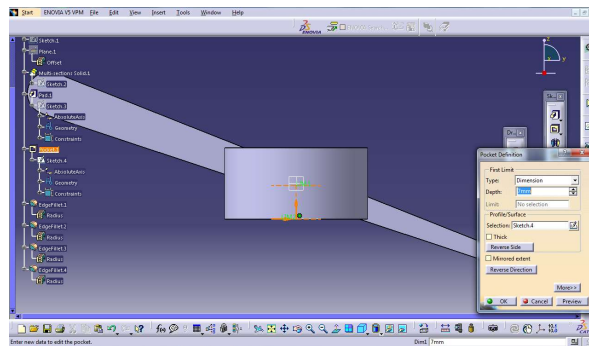 Start ENOVIA V5 VPM File Edit View Insert Tools Window Help
ENOVIA
Sketch.1
Plane.1
Offset
Multi-sections Solid.1
Sketch.2
Pad.1
Sketch.3
AbsoluteAxis
Geometry
Constraints
Sketch.4
AbsoluteAxis
Geometry
Constraints
EdgeFillet.1
Radius
EdgeFillet.2
Radius
EdgeFillet.3
Radius
EdgeFillet.4
Radius
z
x
y
Sk...
Dr...
Pocket Definition
First Limit
Type: Dimension
Depth: 7mm
Limit: No selection
Profile/Surface
Selection: Sketch.4
Thick
Reverse Side
Mirrored extent
Reverse Direction
More>>
OK Cancel Preview
Enter new data to edit the pocket. Dim1 7mm